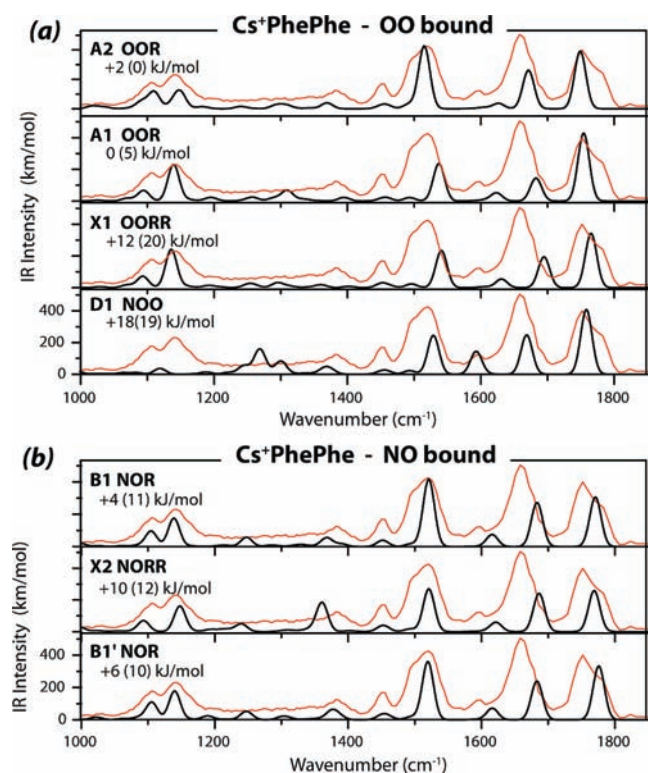 (a) Cs⁺PhePhe - OO bound
A2 OOR
+2 (0) kJ/mol
A1 OOR
0 (5) kJ/mol
X1 OORR
+12 (20) kJ/mol
D1 NOO
+18(19) kJ/mol
IR Intensity (km/mol)
400
200
0
1000 1200 1400 1600 1800
Wavenumber (cm⁻¹)
(b) Cs⁺PhePhe - NO bound
B1 NOR
+4 (11) kJ/mol
X2 NORR
+10 (12) kJ/mol
B1' NOR
+6 (10) kJ/mol
IR Intensity (km/mol)
400
200
0
1000 1200 1400 1600 1800
Wavenumber (cm⁻¹)